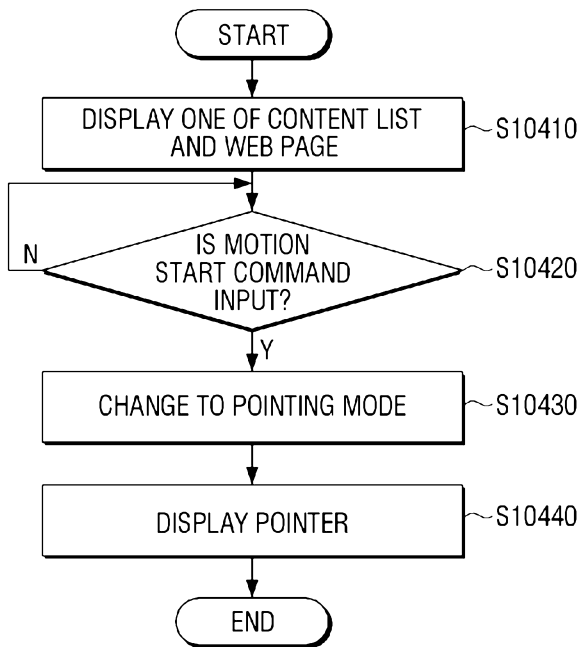 START
DISPLAY ONE OF CONTENT LIST
AND WEB PAGE
S10410
N
IS MOTION
START COMMAND
INPUT?
S10420
Y
CHANGE TO POINTING MODE
S10430
DISPLAY POINTER
S10440
END